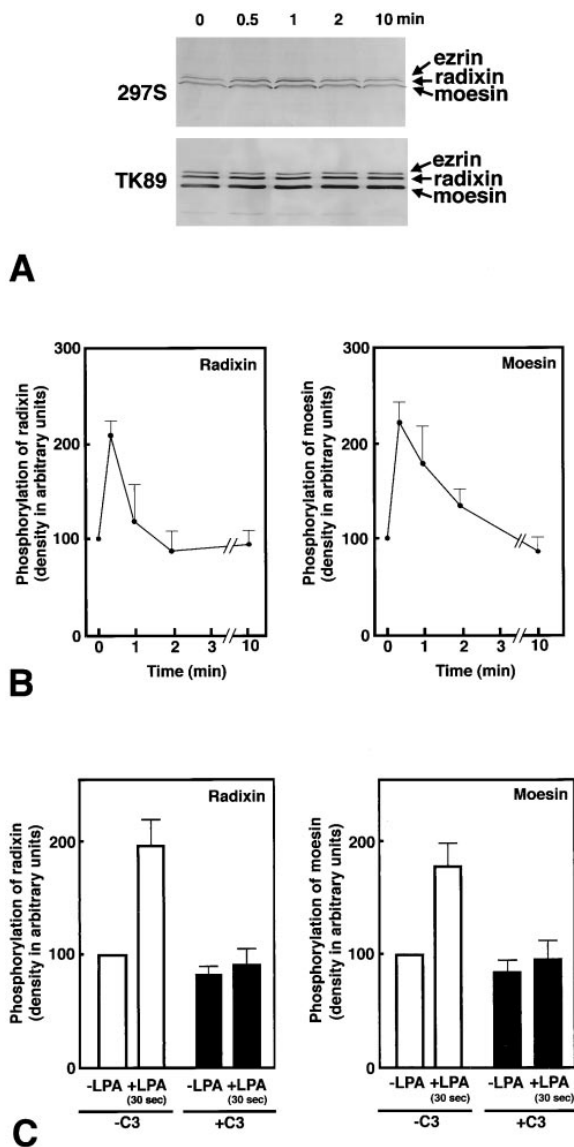 0 0.5 1 2 10 min
297S
ezrin
radixin
moesin
TK89
ezrin
radixin
moesin
A
Phosphorylation of radixin
(density in arbitrary units)
300
200
100
0
Radixin
0 1 2 3 10
Time (min)
Phosphorylation of moesin
(density in arbitrary units)
300
200
100
0
Moesin
0 1 2 3 10
Time (min)
B
Phosphorylation of radixin
(density in arbitrary units)
200
100
0
Radixin
-LPA +LPA -LPA +LPA
(30 sec) (30 sec)
-C3 +C3
Phosphorylation of moesin
(density in arbitrary units)
200
100
0
Moesin
-LPA +LPA -LPA +LPA
(30 sec) (30 sec)
-C3 +C3
C